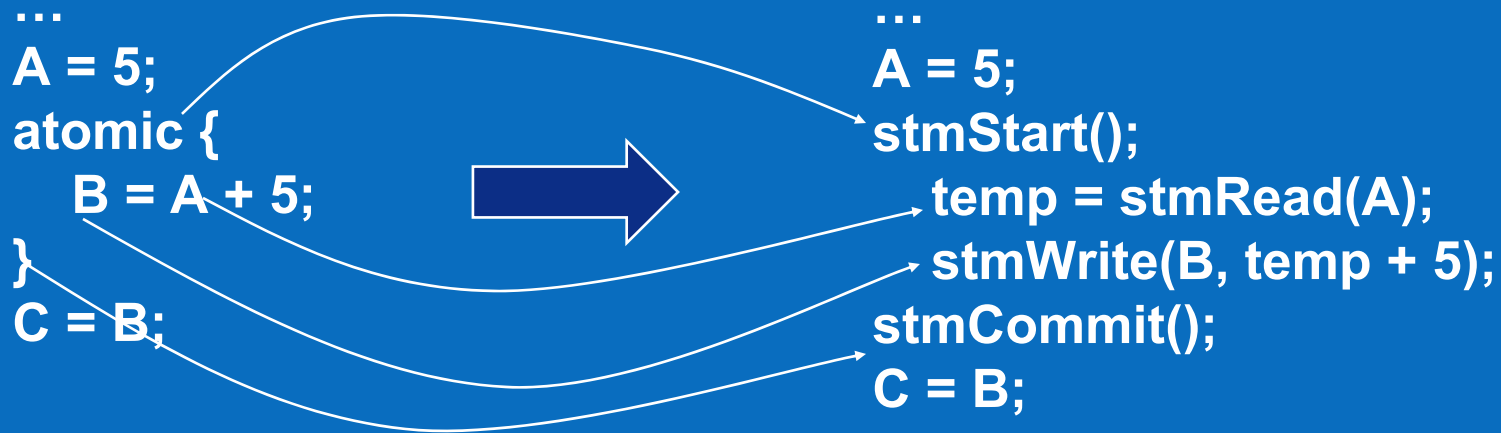 ...
A = 5;
atomic {
B = A + 5;
}
C = B;
...
A = 5;
stmStart();
temp = stmRead(A);
stmWrite(B, temp + 5);
stmCommit();
C = B;